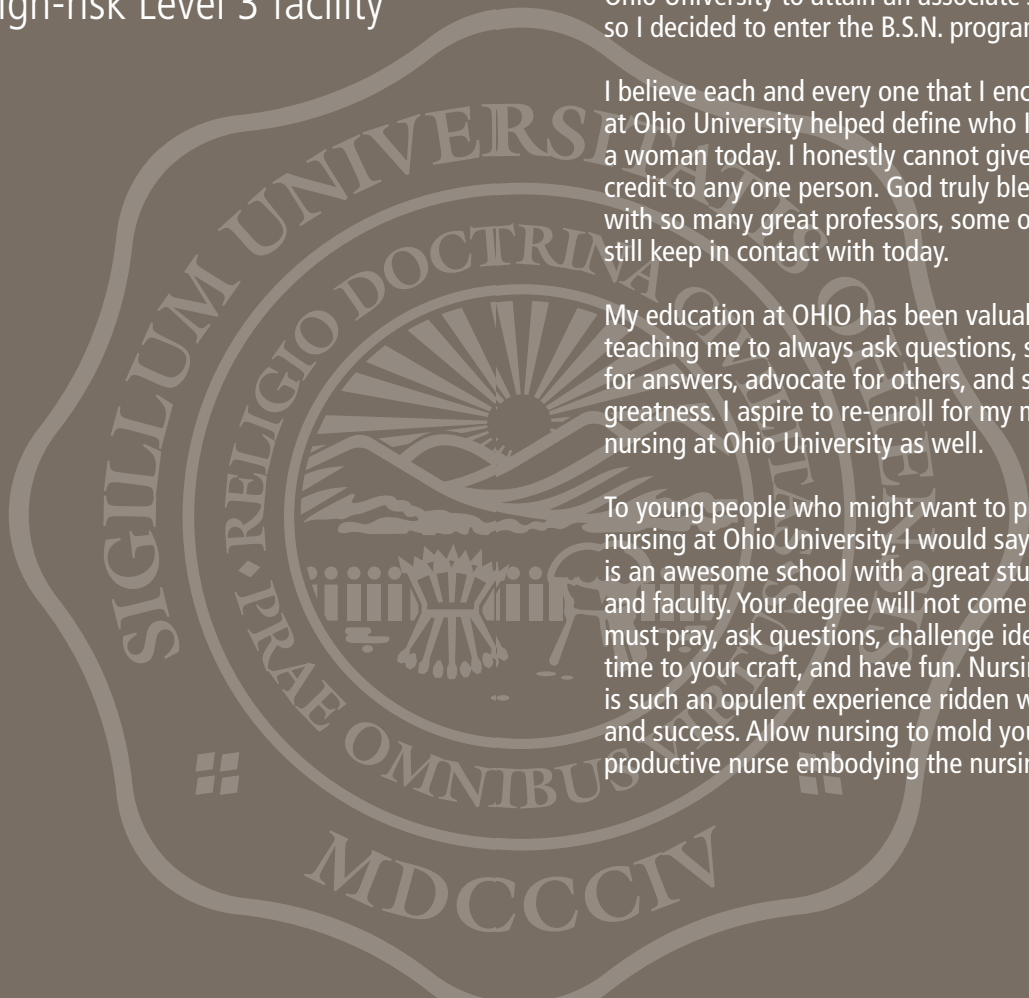 igh-risk Level 3 facility
Ohio University to attain an associate's
so I decided to enter the B.S.N. progran
I believe each and every one that I enc
at Ohio University helped define who I
a woman today. I honestly cannot give
credit to any one person. God truly ble
with so many great professors, some o
still keep in contact with today.
My education at OHIO has been valual
teaching me to always ask questions, s
for answers, advocate for others, and s
greatness. I aspire to re-enroll for my n
nursing at Ohio University as well.
To young people who might want to p
nursing at Ohio University, I would say
is an awesome school with a great stu
and faculty. Your degree will not come
must pray, ask questions, challenge ide
time to your craft, and have fun. Nursin
is such an opulent experience ridden w
and success. Allow nursing to mold you
productive nurse embodying the nursin
SIGILLUM UNIVERSITATIS OHIENSIS
RELIGIO DOCTRINA CIVILITAS
PRAE OMNIBUS VIRTUS
MDCCCIV